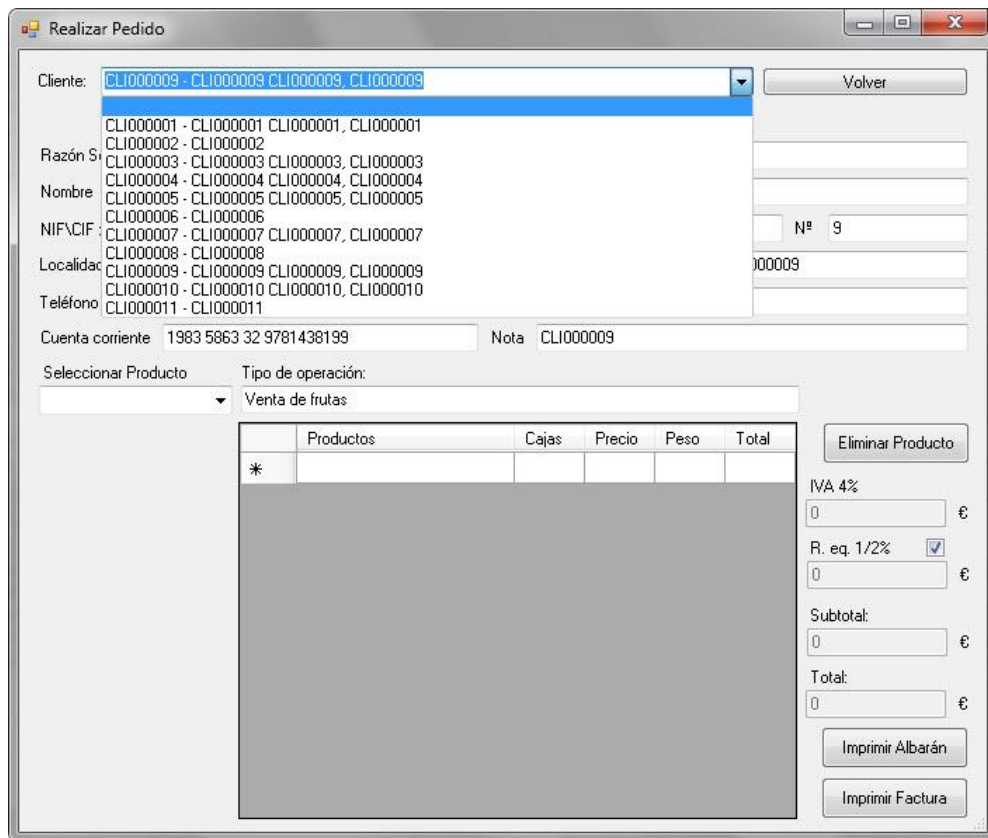 Realizar Pedido
Cliente: CLI000009 - CLI000009 CLI000009, CLI000009 Volver
CLI000001 - CLI000001 CLI000001, CLI000001
CLI000002 - CLI000002
Razón S
CLI000003 - CLI000003 CLI000003, CLI000003
CLI000004 - CLI000004 CLI000004, CLI000004
Nombre
CLI000005 - CLI000005 CLI000005, CLI000005
CLI000006 - CLI000006
NIF\CIF : Nº 9
CLI000007 - CLI000007 CLI000007, CLI000007
CLI000008 - CLI000008
Localidad 000009
CLI000009 - CLI000009 CLI000009, CLI000009
CLI000010 - CLI000010 CLI000010, CLI000010
Teléfono
CLI000011 - CLI000011
Cuenta corriente 1983 5863 32 9781438199 Nota CLI000009
Seleccionar Producto Tipo de operación:
Venta de frutas
Productos Cajas Precio Peso Total Eliminar Producto
IVA 4%
0 €
R. eq. 1/2%
0 €
Subtotal:
0 €
Total:
0 €
Imprimir Albarán
Imprimir Factura